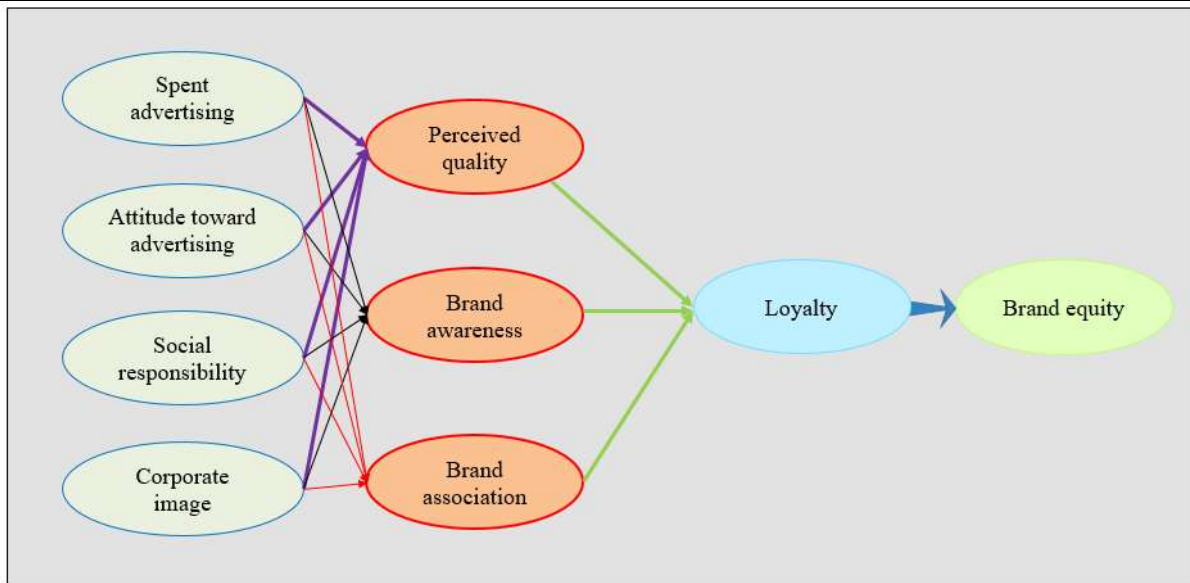 Spent
advertising
Attitude toward
advertising
Social
responsibility
Corporate
image
Perceived
quality
Brand
awareness
Brand
association
Loyalty
Brand equity